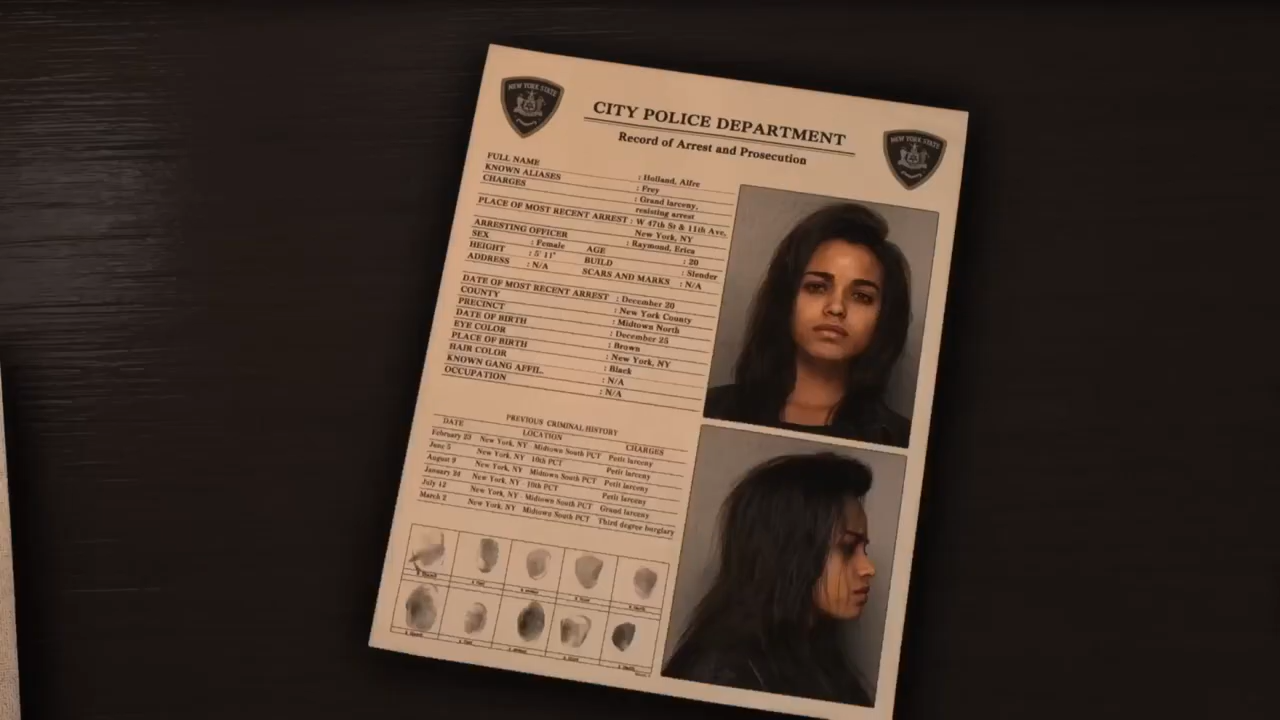 NEW YORK STATE
CITY POLICE DEPARTMENT
Record of Arrest and Prosecution
NEW YORK STATE
FULL NAME : Holland, Alfre
KNOWN ALIASES : Frey
CHARGES : Grand larceny,
resisting arrest
PLACE OF MOST RECENT ARREST : W 47th St & 11th Ave,
New York, NY
ARRESTING OFFICER : Raymond, Erica
SEX : Female AGE : 20
HEIGHT : 5' 11" BUILD : Slender
ADDRESS : N/A SCARS AND MARKS : N/A
DATE OF MOST RECENT ARREST : December 20
COUNTY : New York County
PRECINCT : Midtown North
DATE OF BIRTH : December 25
EYE COLOR : Brown
PLACE OF BIRTH : New York, NY
HAIR COLOR : Black
KNOWN GANG AFFIL. : N/A
OCCUPATION : N/A
PREVIOUS CRIMINAL HISTORY
DATE LOCATION CHARGES
February 23 New York, NY Midtown South PCT Petit larceny
June 5 New York, NY 10th PCT Petit larceny
August 9 New York, NY Midtown South PCT Petit larceny
January 24 New York, NY 10th PCT Petit larceny
July 12 New York, NY Midtown South PCT Grand larceny
March 2 New York, NY Midtown South PCT Third degree burglary